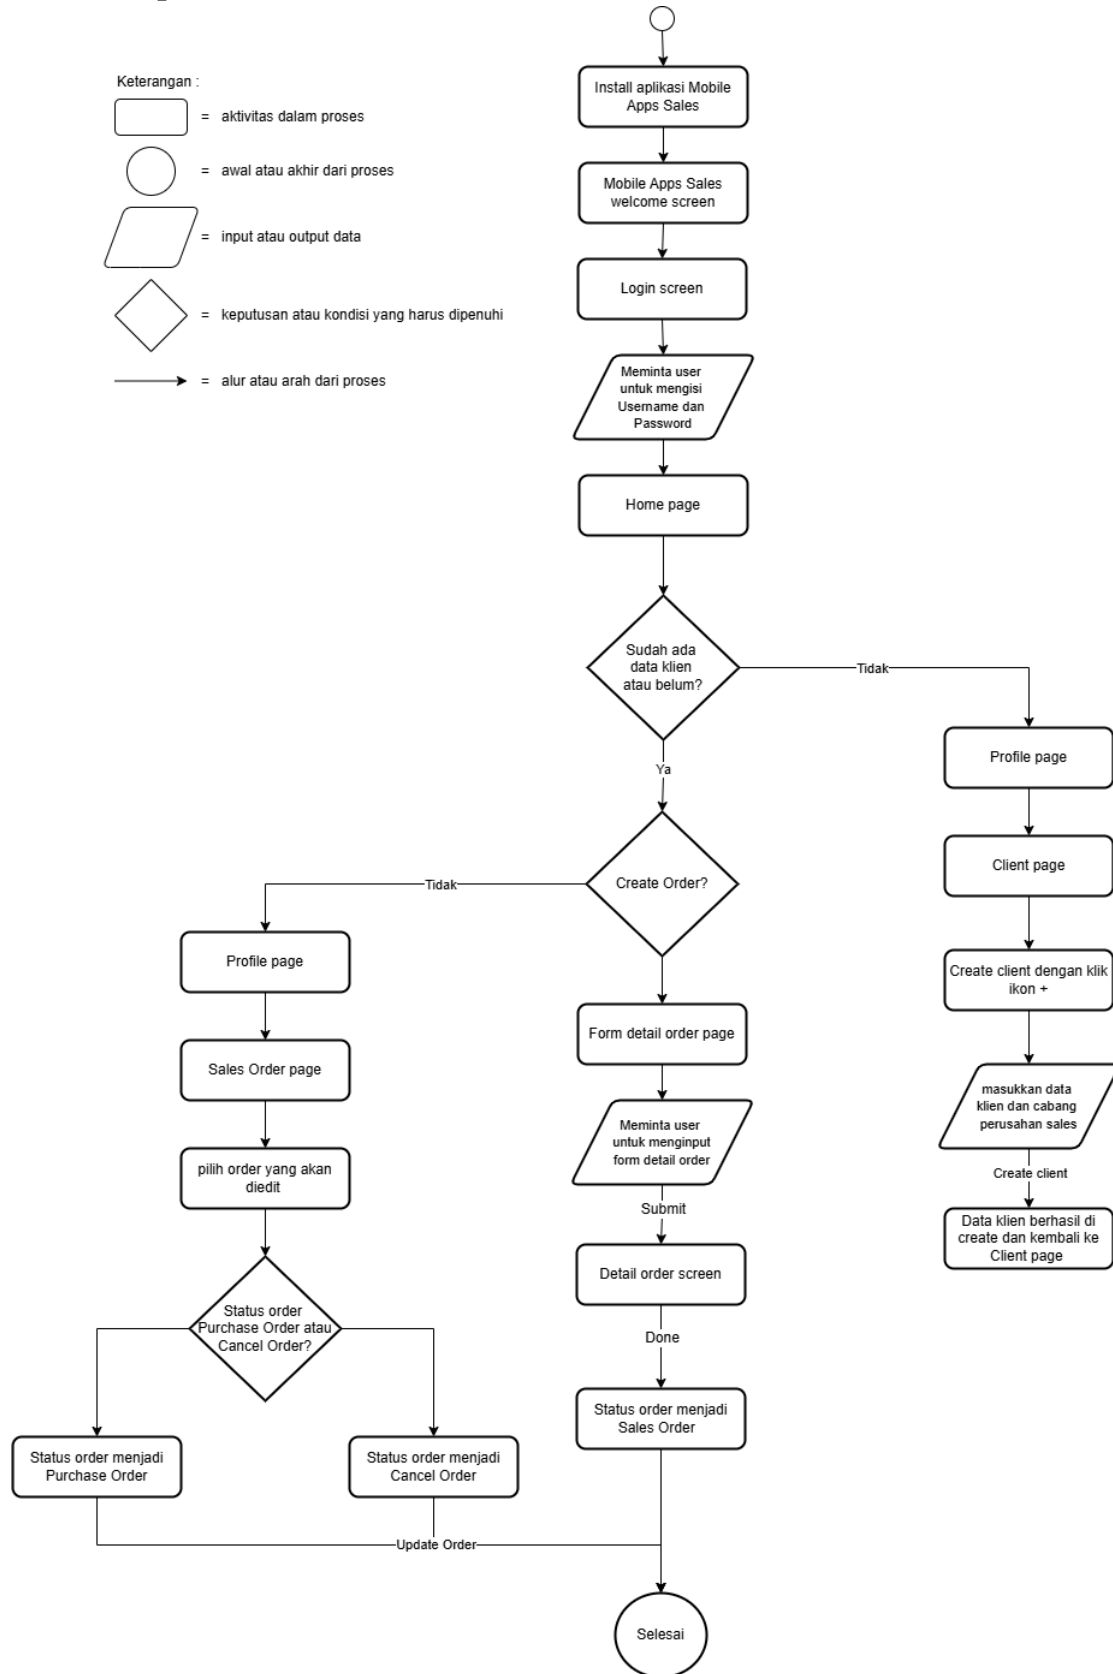 Keterangan :
= aktivitas dalam proses
= awal atau akhir dari proses
= input atau output data
= keputusan atau kondisi yang harus dipenuhi
= alur atau arah dari proses
Install aplikasi Mobile
Apps Sales
Mobile Apps Sales
welcome screen
Login screen
Meminta user
untuk mengisi
Username dan
Password
Home page
Sudah ada
data klien
atau belum?
Tidak
Ya
Profile page
Client page
Create client dengan klik
ikon +
masukkan data
klien dan cabang
perusahan sales
Create client
Data klien berhasil di
create dan kembali ke
Client page
Create Order?
Tidak
Profile page
Sales Order page
pilih order yang akan
diedit
Status order
Purchase Order atau
Cancel Order?
Status order menjadi
Purchase Order
Status order menjadi
Cancel Order
Form detail order page
Meminta user
untuk menginput
form detail order
Submit
Detail order screen
Done
Status order menjadi
Sales Order
Update Order
Selesai